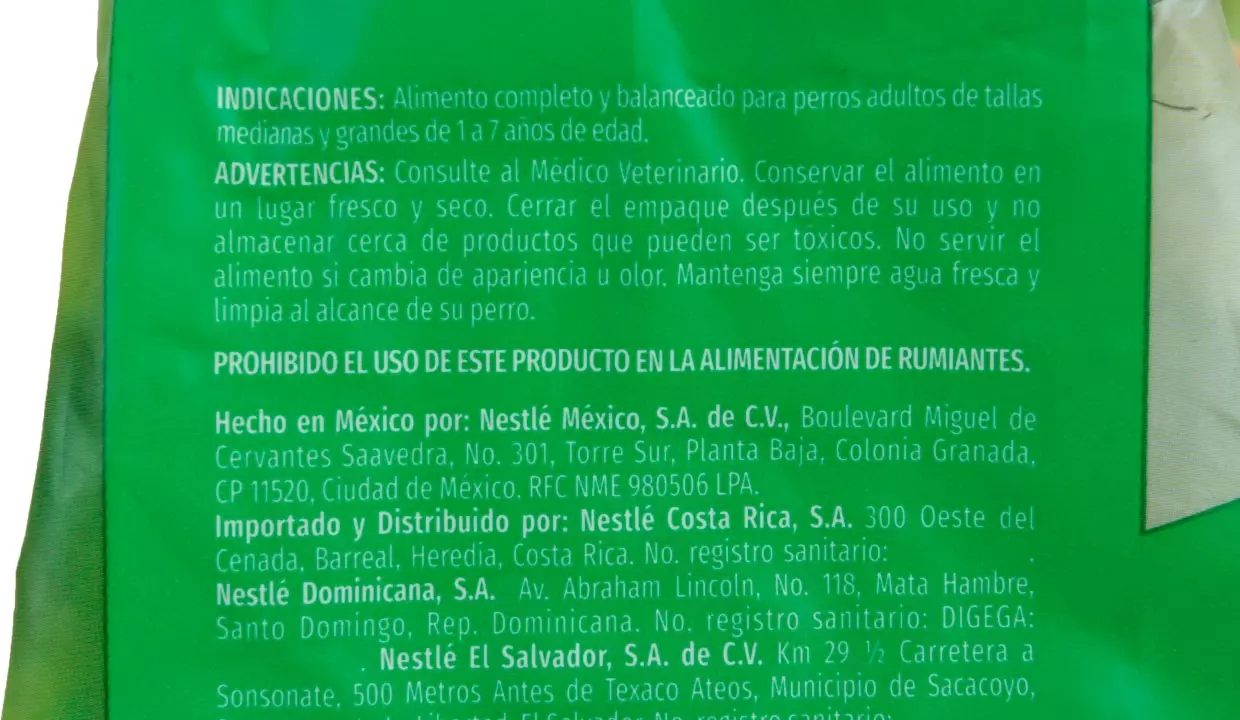 INDICACIONES: Alimento completo y balanceado para perros adultos de tallas
medianas y grandes de 1 a 7 años de edad.
ADVERTENCIAS: Consulte al Médico Veterinario. Conservar el alimento en
un lugar fresco y seco. Cerrar el empaque después de su uso y no
almacenar cerca de productos que pueden ser tóxicos. No servir el
alimento si cambia de apariencia u olor. Mantenga siempre agua fresca y
limpia al alcance de su perro.
PROHIBIDO EL USO DE ESTE PRODUCTO EN LA ALIMENTACIÓN DE RUMIANTES.
Hecho en México por: Nestlé México, S.A. de C.V., Boulevard Miguel de
Cervantes Saavedra, No. 301, Torre Sur, Planta Baja, Colonia Granada,
CP 11520, Ciudad de México. RFC NME 980506 LPA.
Importado y Distribuido por: Nestlé Costa Rica, S.A. 300 Oeste del
Cenada, Barreal, Heredia, Costa Rica. No. registro sanitario: .
Nestlé Dominicana, S.A. Av. Abraham Lincoln, No. 118, Mata Hambre,
Santo Domingo, Rep. Dominicana. No. registro sanitario: DIGEGA:
. Nestlé El Salvador, S.A. de C.V. Km 29 ½ Carretera a
Sonsonate, 500 Metros Antes de Texaco Ateos, Municipio de Sacacoyo,
Libertad, El Salvador. No. registro sanitario: